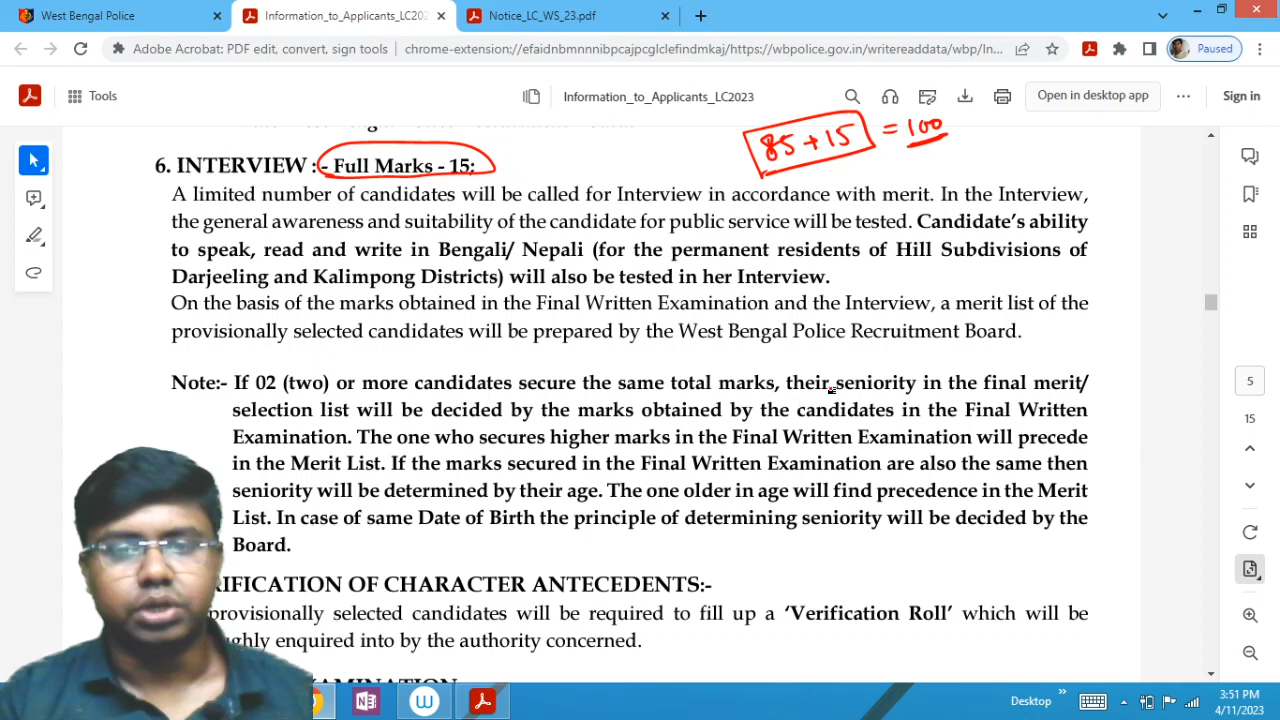 West Bengal Police
Information_to_Applicants_LC202
Notice_LC_WS_23.pdf
Adobe Acrobat: PDF edit, convert, sign tools
chrome-extension://efaidnbmnnnibpcajpcglclefindmkaj/https://wbpolice.gov.in/writereaddata/wbp/In...
Paused
Tools
Information_to_Applicants_LC2023
Open in desktop app
Sign in
85 + 15 = 100
6. INTERVIEW : - Full Marks - 15;
A limited number of candidates will be called for Interview in accordance with merit. In the Interview,
the general awareness and suitability of the candidate for public service will be tested. Candidate's ability
to speak, read and write in Bengali/ Nepali (for the permanent residents of Hill Subdivisions of
Darjeeling and Kalimpong Districts) will also be tested in her Interview.
On the basis of the marks obtained in the Final Written Examination and the Interview, a merit list of the
provisionally selected candidates will be prepared by the West Bengal Police Recruitment Board.
Note:- If 02 (two) or more candidates secure the same total marks, their seniority in the final merit/
selection list will be decided by the marks obtained by the candidates in the Final Written
Examination. The one who secures higher marks in the Final Written Examination will precede
in the Merit List. If the marks secured in the Final Written Examination are also the same then
seniority will be determined by their age. The one older in age will find precedence in the Merit
List. In case of same Date of Birth the principle of determining seniority will be decided by the
Board.
RIFICATION OF CHARACTER ANTECEDENTS:-
provisionally selected candidates will be required to fill up a 'Verification Roll' which will be
ughly enquired into by the authority concerned.
5
15
Desktop
3:51 PM
4/11/2023